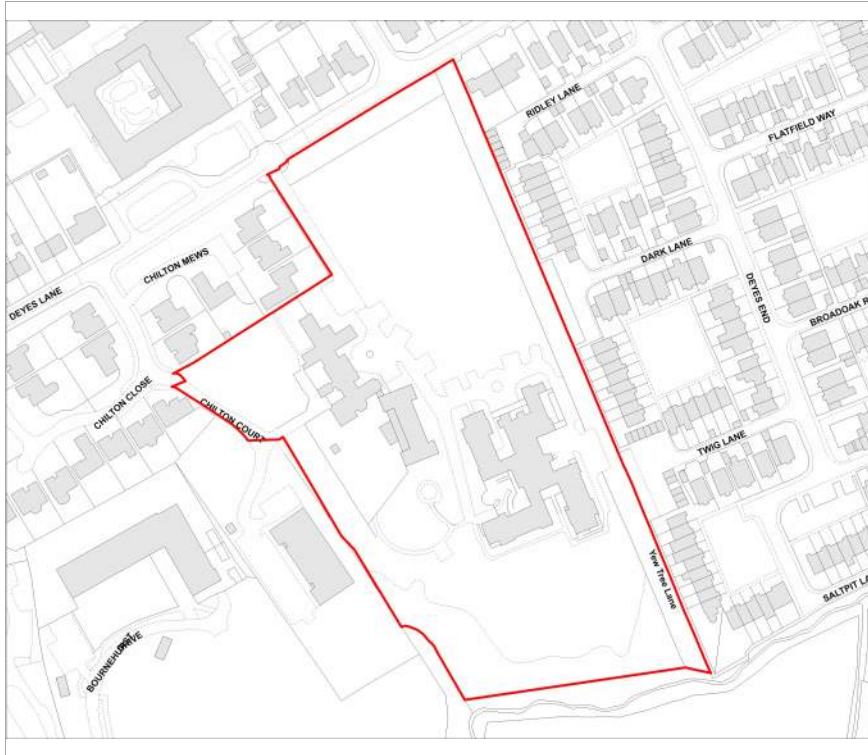 RIDLEY LANE
FLATFIELD WAY
CHILTON MEWS
DARK LANE
DEYES LANE
DEYES END
BROADOAK R
CHILTON CLOSE
CHILTON COURT
TWIG LANE
Yew Tree Lane
SALTPIT LA